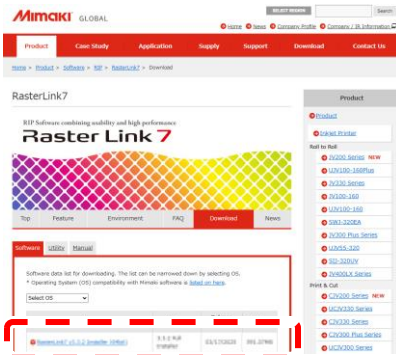 Mimaki GLOBAL
SELECT REGION
Search
Home News Company Profile Company / IR Information
Product Case Study Application Supply Support Download Contact Us
Home > Product > Software > RIP > RasterLink7 > Download
RasterLink7
RIP Software combining usability and high performance
Raster Link 7
Top Feature Environment FAQ Download News
Software Utility Manual
Software data list for downloading. The list can be narrowed down by selecting OS.
* Operating System (OS) compatibility with Mimaki software is listed on here.
Select OS
Product
Product
Inkjet Printer
Roll to Roll
JV200 Series NEW
UJV100-160Plus
JV330 Series
JV100-160
UJV100-160
SWJ-320EA
JV300 Plus Series
UJV55-320
SIJ-320UV
JV400LX Series
Print & Cut
CJV200 Series NEW
UCJV330 Series
CJV330 Series
CJV300 Plus Series
UCJV300 Series